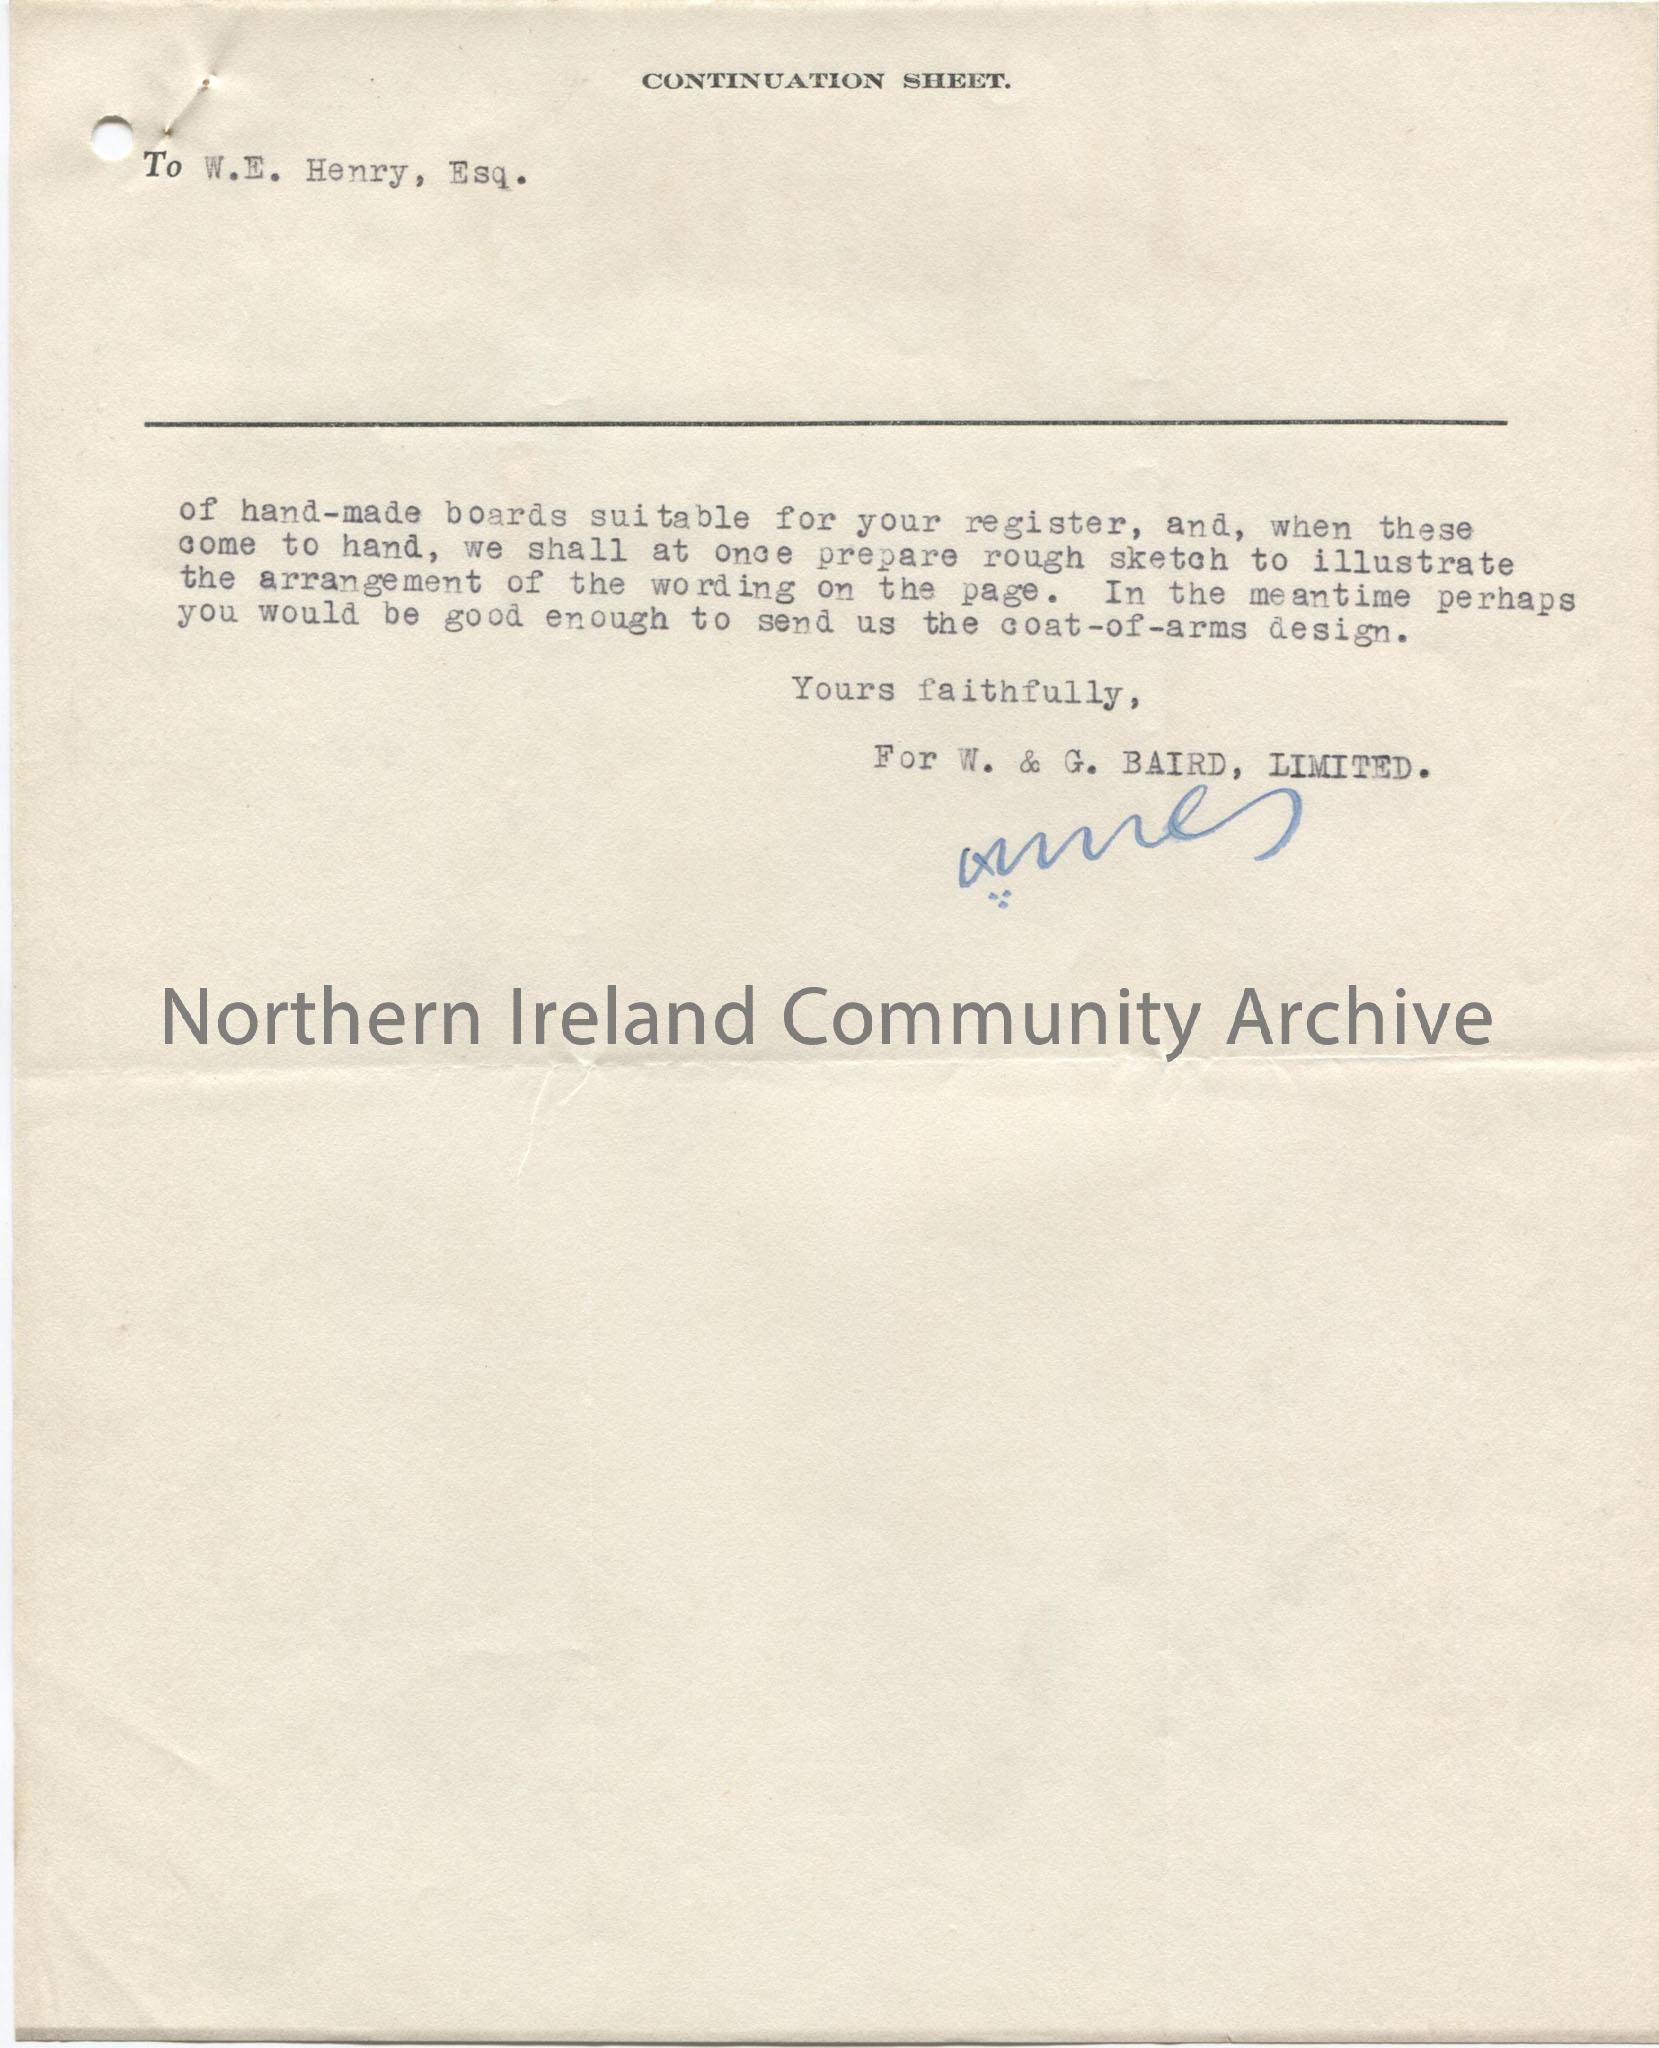 CONTINUATION SHEET.
To W.E. Henry, Esq.
of hand-made boards suitable for your register, and, when these
come to hand, we shall at once prepare rough sketch to illustrate
the arrangement of the wording on the page. In the meantime perhaps
you would be good enough to send us the coat-of-arms design.
Yours faithfully,
For W. & G. BAIRD, LIMITED.
Northern Ireland Community Archive